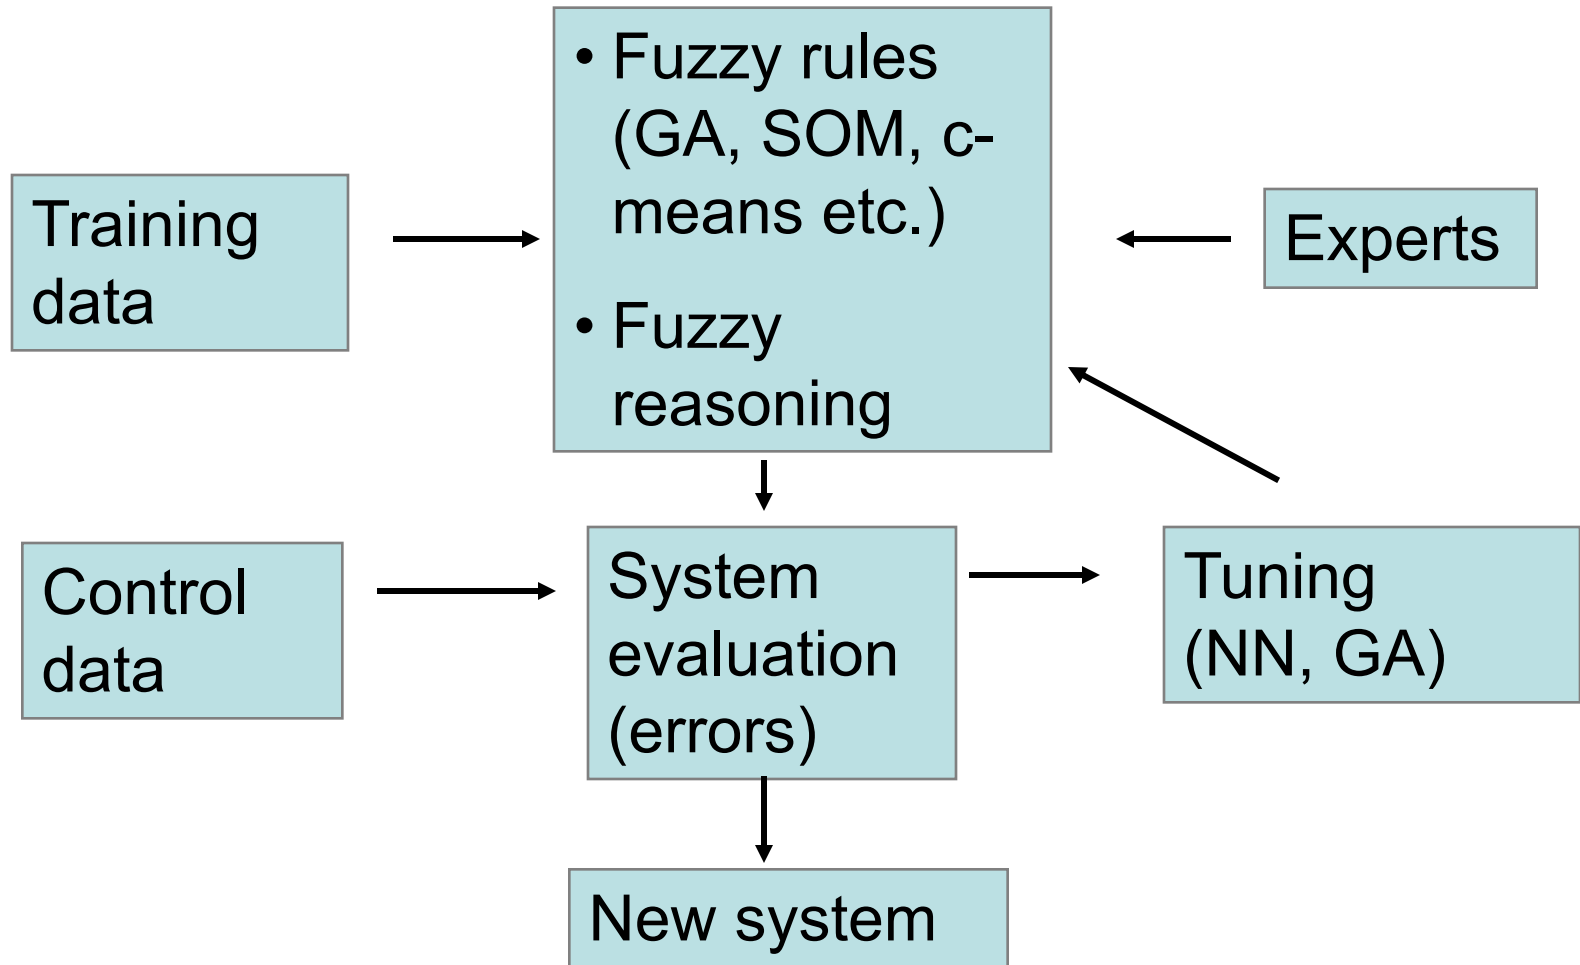 • Fuzzy rules
(GA, SOM, c-
means etc.)
• Fuzzy
reasoning
Training
data
Experts
Control
data
System
evaluation
(errors)
Tuning
(NN, GA)
New system